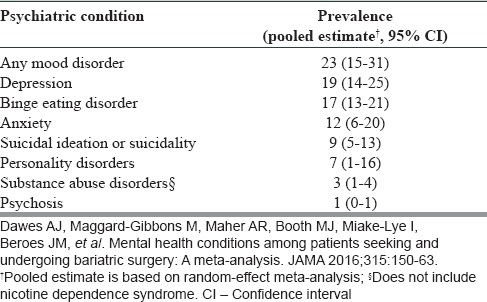 Psychiatric condition Prevalence
(pooled estimate†, 95% CI)
Any mood disorder 23 (15-31)
Depression 19 (14-25)
Binge eating disorder 17 (13-21)
Anxiety 12 (6-20)
Suicidal ideation or suicidality 9 (5-13)
Personality disorders 7 (1-16)
Substance abuse disorders§ 3 (1-4)
Psychosis 1 (0-1)
Dawes AJ, Maggard-Gibbons M, Maher AR, Booth MJ, Miake-Lye I,
Beroes JM, et al. Mental health conditions among patients seeking and
undergoing bariatric surgery: A meta-analysis. JAMA 2016;315:150-63.
†Pooled estimate is based on random-effect meta-analysis; §Does not include
nicotine dependence syndrome. CI – Confidence interval